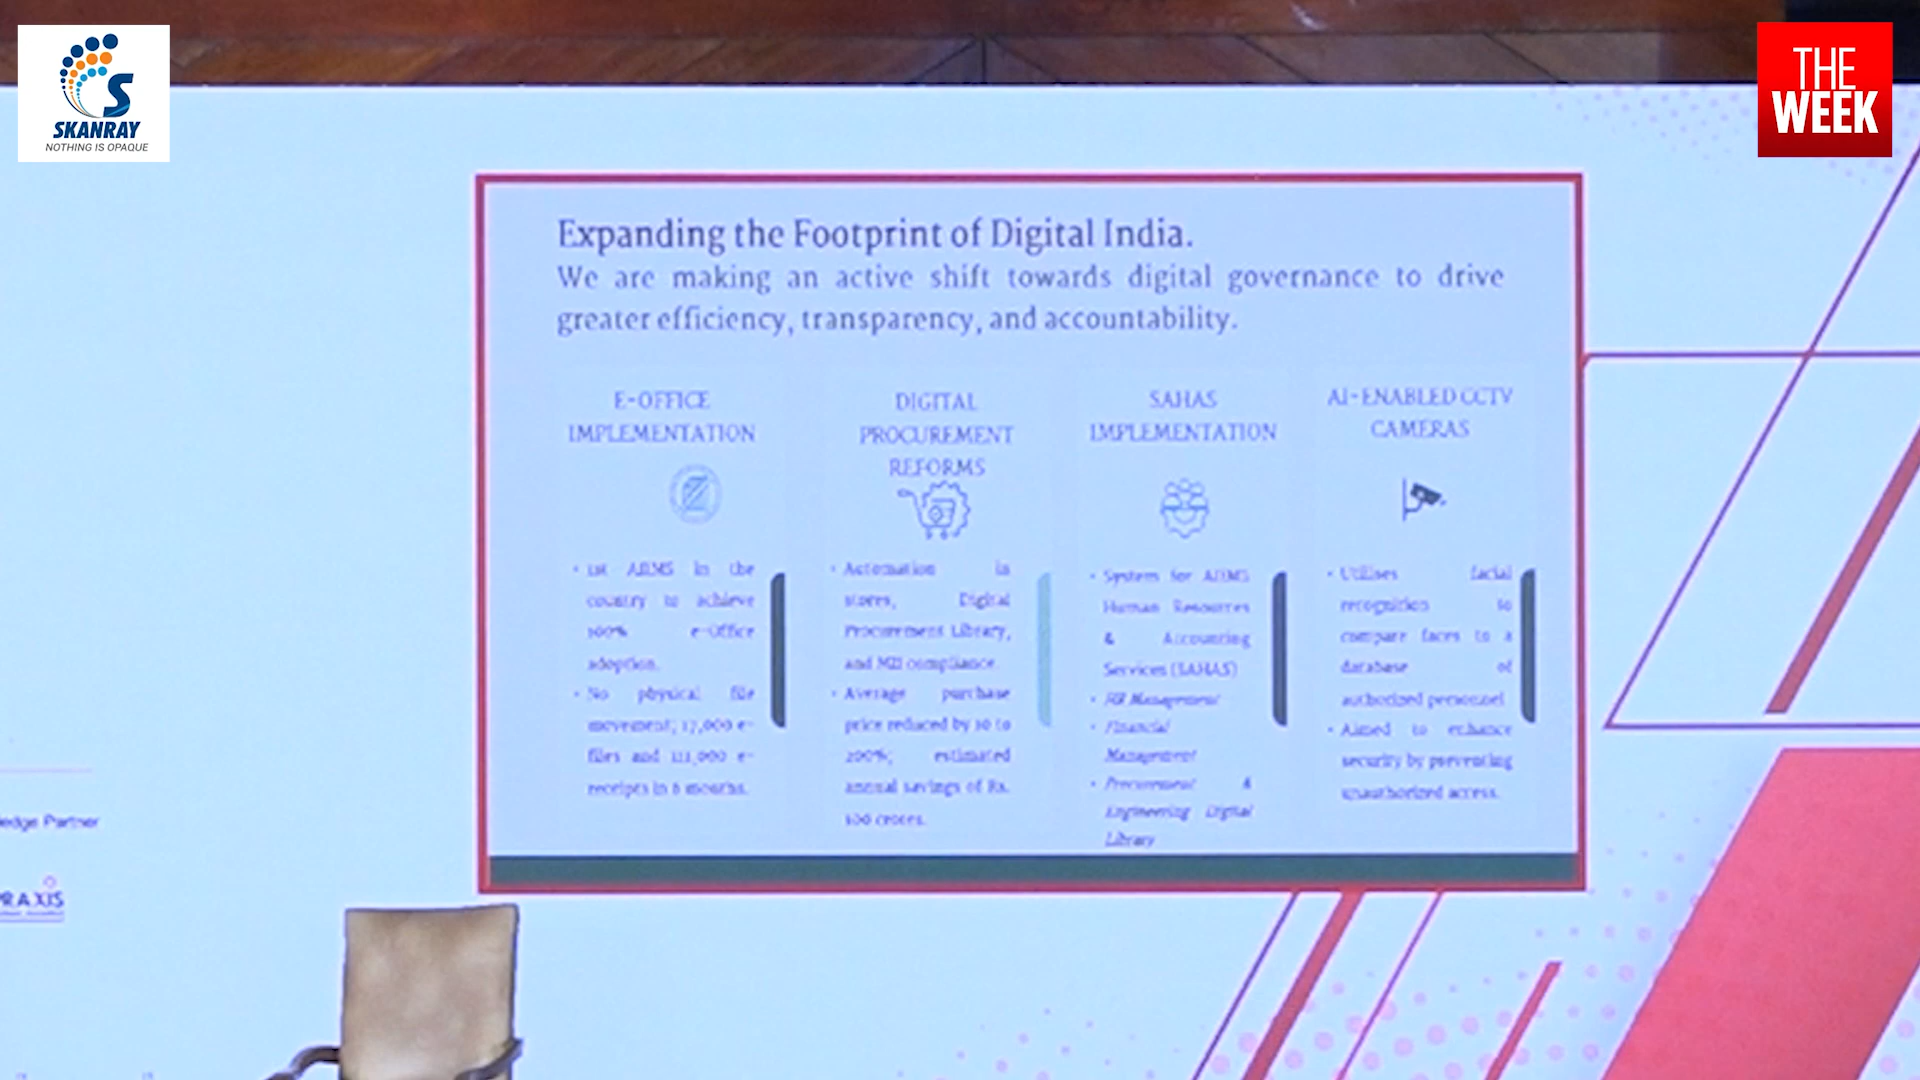 SKANRAY
NOTHING IS OPAQUE
THE
WEEK
Expanding the Footprint of Digital India.
We are making an active shift towards digital governance to drive
greater efficiency, transparency, and accountability.
E-OFFICE
IMPLEMENTATION
• 1st AIIMS in the
country to achieve
100% e-Office
adoption.
• No physical file
movement; 17,000 e-
files and 111,000 e-
receipts in 6 months.
DIGITAL
PROCUREMENT
REFORMS
• Automation in
stores, Digital
Procurement Library,
and MII compliance
• Average purchase
price reduced by 10 to
200%; estimated
annual savings of Rs.
100 crores.
SAHAS
IMPLEMENTATION
• System for AIIMS
Human Resources
& Accounting
Services (SAHAS)
• HR Management
• Financial
Management
• Procurement &
Engineering Digital
Library
AI-ENABLED CCTV
CAMERAS
• Utilises facial
recognition to
compare faces to a
database of
authorized personnel
• Aimed to enhance
security by preventing
unauthorized access.
edge Partner
PRAXIS